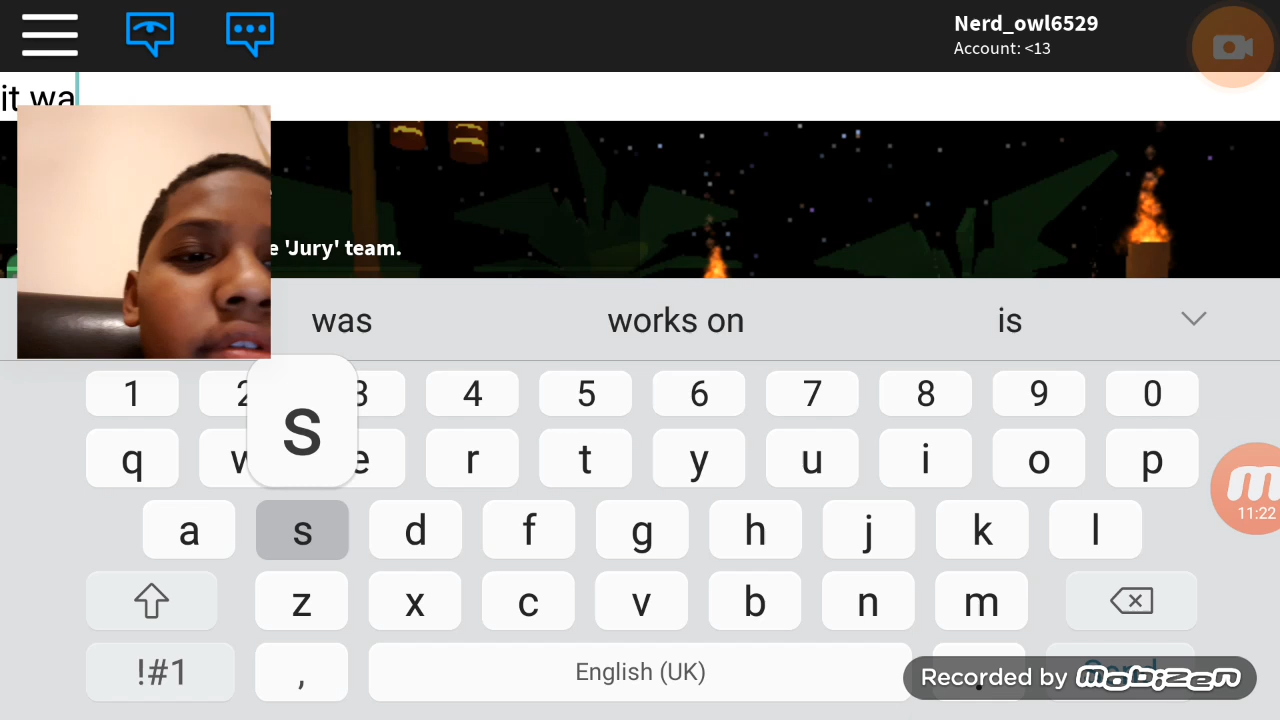 Nerd_owl6529
Account: <13
it wa
e 'Jury' team.
was works on is
1 2 3 4 5 6 7 8 9 0
q w e r t y u i o p
s
a s d f g h j k l
11:22
z x c v b n m
!#1 , English (UK) .
Recorded by mobizen